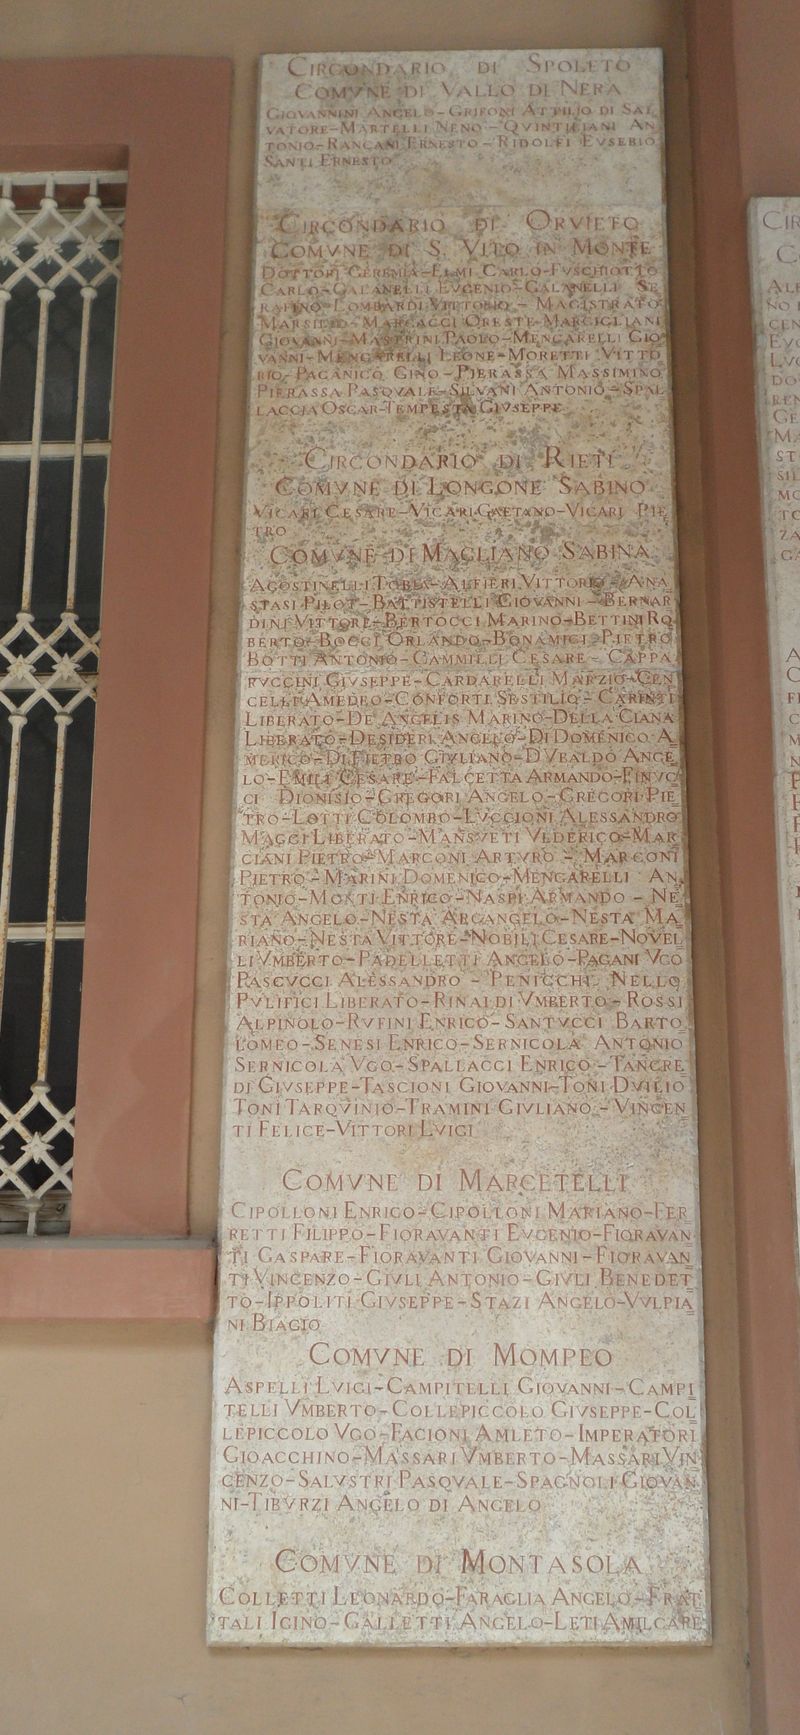 CIRCONDARIO DI SPOLETO
COMVNE DI VALLO DI NERA
GIOVANNINI ANGELO-GRIFONI ATTILIO DI SAL
VATORE-MARTELLI NENO-QVINTILIANI AN
TONIO-RANCANI ERNESTO-RIDOLFI EVSEBIO
SANTI ERNESTO
CIRCONDARIO DI ORVIETO
COMVNE DI S. VITO IN MONTE
DOTTORI GEREMIA-ELMI CARLO-FVSCHIOTTO
CARLO-GALANELLI EVGENIO-GALANELLI SE
RAFINO-LOMBARDI VITTORIO-MAGISTRATO
MARSILIO-MARCACCI ORESTE-MARCIGLIANI
GIOVANNI-MASTRINI PAOLO-MENCARELLI GIO
VANNI-MENCARELLI LEONE-MORETTI VITTO
RIO-PAGANICO GINO-PIERASSA MASSIMINO
PIERASSA PASQVALE-SILVANI ANTONIO-SPAL
LACCIA OSCAR-TEMPESTA GIVSEPPE
CIRCONDARIO DI RIETI
COMVNE DI LONGONE SABINO
VICARI CESARE-VICARI GAETANO-VICARI PIE
TRO
COMVNE DI MAGLIANO SABINA
AGOSTINELLI TOBIA-ALFIERI VITTORIO-ANA
STASI PILOT-BATTISTELLI GIOVANNI-BERNAR
DINI VITTORE-BERTOCCI MARINO-BETTINI RO
BERTO-BOCCI ORLANDO-BONAMICI PIETRO
BOTTI ANTONIO-CAMMILLI CESARE-CAPPA
RVCCINI GIVSEPPE-CARDARELLI MARZIO-CEN
CELLI AMEDEO-CONFORTI SESTILIO-CARINTI
LIBERATO-DE ANGELIS MARINO-DELLA CIANA
LIBERATO-DESIDERI ANGELO-DI DOMENICO A
MERICO-DI PIETRO GIVLIANO-D'VBALDO ANGE
LO-EMILI CESARE-FALCETTA ARMANDO-FINVC
CI DIONISIO-GREGORI ANGELO-GREGORI PIE
TRO-LOTTI COLOMBO-LVCCIONI ALESSANDRO
MAGGI LIBERATO-MANSVETI VLDERICO-MAR
CIANI PIETRO-MARCONI ARTVRO-MARCONI
PIETRO-MARINI DOMENICO-MENGARELLI AN
TONIO-MONTI ENRICO-NASPI ARMANDO-NE
STA ANGELO-NESTA ARCANGELO-NESTA MA
RIANO-NESTA VITTORE-NOBILI CESARE-NOVEL
LI VMBERTO-PADELLETTI ANGELO-PAGANI VGO
PASCVCCI ALESSANDRO-PENICCHI NELLO
PVLIFICI LIBERATO-RINALDI VMBERTO-ROSSI
ALPINOLO-RVFINI ENRICO-SANTVCCI BARTO
LOMEO-SENESI ENRICO-SERNICOLA ANTONIO
SERNICOLA VGO-SPALLACCI ENRICO-TANCRE
DI GIVSEPPE-TASCIONI GIOVANNI-TONI DVILIO
TONI TARQVINIO-TRAMINI GIVLIANO-VINCEN
TI FELICE-VITTORI LVIGI
COMVNE DI MARCETELLI
CIPOLLONI ENRICO-CIPOLLONI MARIANO-FER
RETTI FILIPPO-FIORAVANTI EVGENIO-FIORAVAN
TI GASPARE-FIORAVANTI GIOVANNI-FIORAVAN
TI VINCENZO-GIVLI ANTONIO-GIVLI BENEDET
TO-IPPOLITI GIVSEPPE-STAZI ANGELO-VVLPIA
NI BIAGIO
COMVNE DI MOMPEO
ASPELLI LVIGI-CAMPITELLI GIOVANNI-CAMPI
TELLI VMBERTO-COLLEPICCOLO GIVSEPPE-COL
LEPICCOLO VGO-FACIONI AMLETO-IMPERATORI
GIOACCHINO-MASSARI VMBERTO-MASSARI VIN
CENZO-SALVSTRI PASQVALE-SPAGNOLI GIOVAN
NI-TIBVRZI ANGELO DI ANGELO
COMVNE DI MONTASOLA
COLLETTI LEONARDO-FARAGLIA ANGELO-FRAT
TALI IGINO-GALLETTI ANGELO-LETI AMILCARE